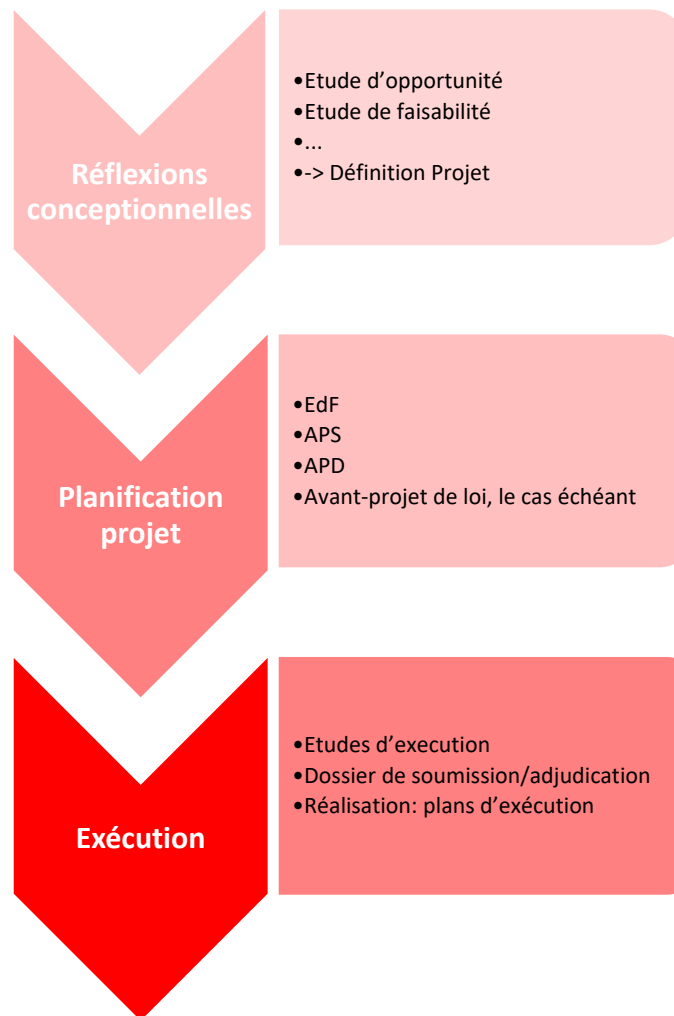 Réflexions
conceptionnelles
•Etude d’opportunité
•Etude de faisabilité
•...
•-> Définition Projet
Planification
projet
•EdF
•APS
•APD
•Avant-projet de loi, le cas échéant
Exécution
•Etudes d’execution
•Dossier de soumission/adjudication
•Réalisation: plans d’exécution